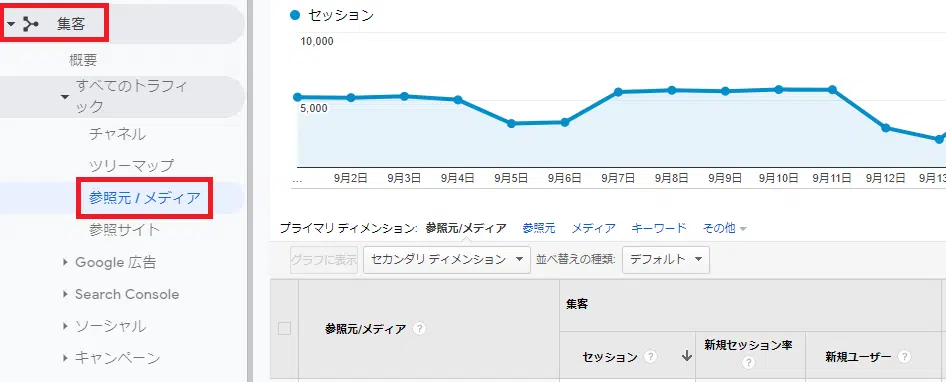 集客
概要
すべてのトラフィ
ック
チャネル
ツリーマップ
参照元 / メディア
参照サイト
Google 広告
Search Console
ソーシャル
キャンペーン
セッション
10,000
5,000
... 9月2日 9月3日 9月4日 9月5日 9月6日 9月7日 9月8日 9月9日 9月10日 9月11日 9月12日 9月13
プライマリ ディメンション: 参照元/メディア 参照元 メディア キーワード その他
グラフに表示 セカンダリ ディメンション 並べ替えの種類: デフォルト
集客
参照元/メディア ?
セッション ? 新規セッション率 ? 新規ユーザー ?